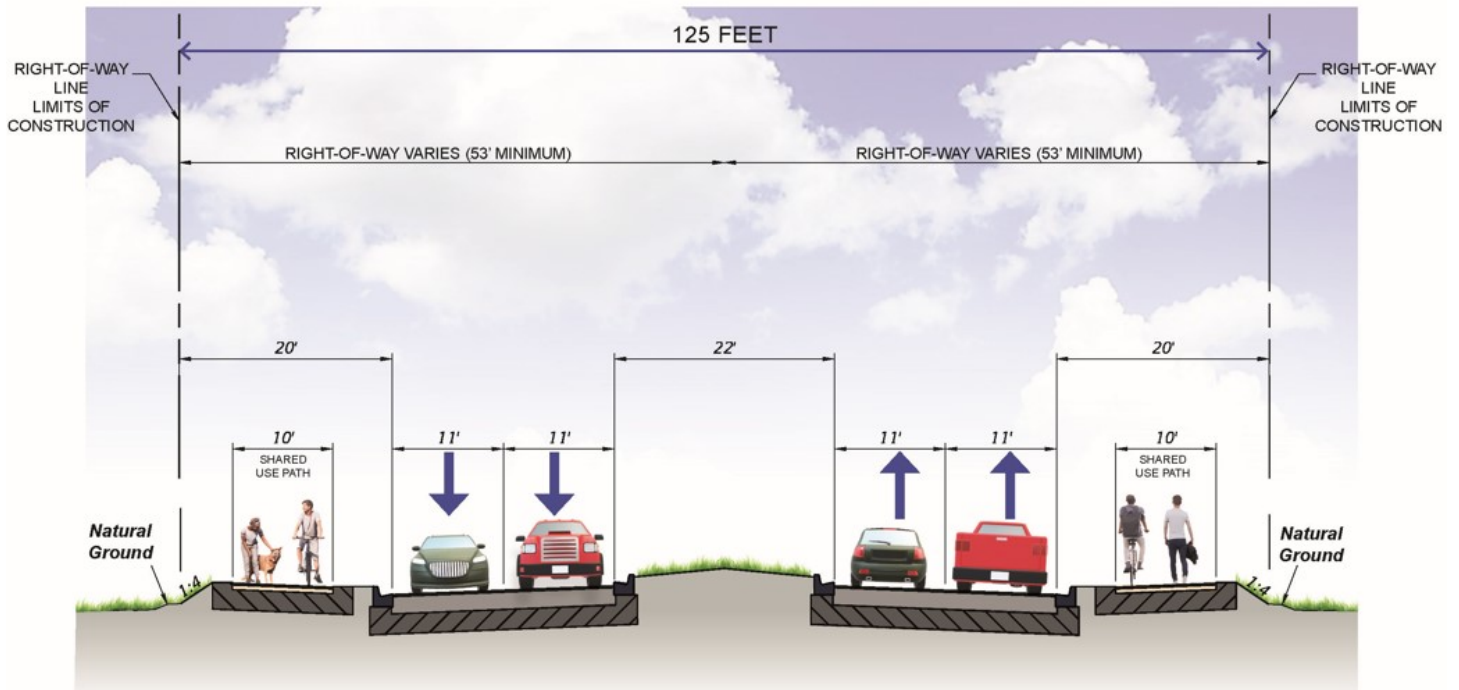 125 FEET
RIGHT-OF-WAY
LINE
LIMITS OF
CONSTRUCTION
RIGHT-OF-WAY
LINE
LIMITS OF
CONSTRUCTION
RIGHT-OF-WAY VARIES (53' MINIMUM)
RIGHT-OF-WAY VARIES (53' MINIMUM)
20'
22'
20'
10'
SHARED
USE PATH
11'
11'
11'
11'
10'
SHARED
USE PATH
Natural
Ground
1:4
1:4
Natural
Ground